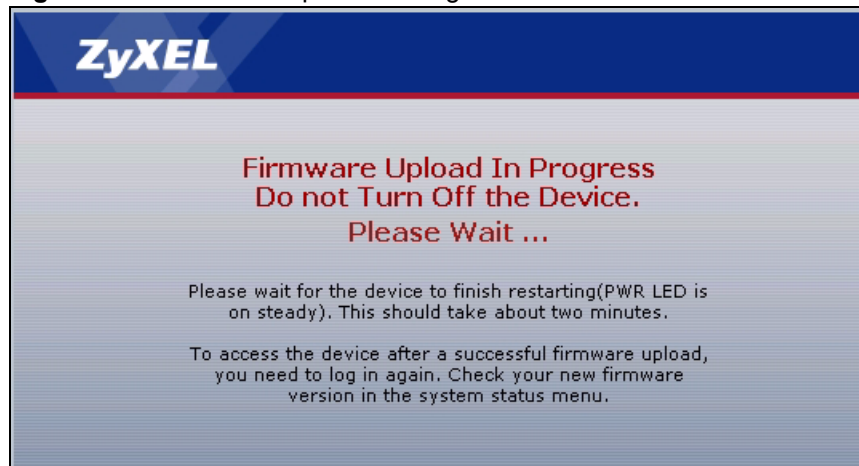 ZyXEL
Firmware Upload In Progress
Do not Turn Off the Device.
Please Wait ...
Please wait for the device to finish restarting(PWR LED is
on steady). This should take about two minutes.
To access the device after a successful firmware upload,
you need to log in again. Check your new firmware
version in the system status menu.